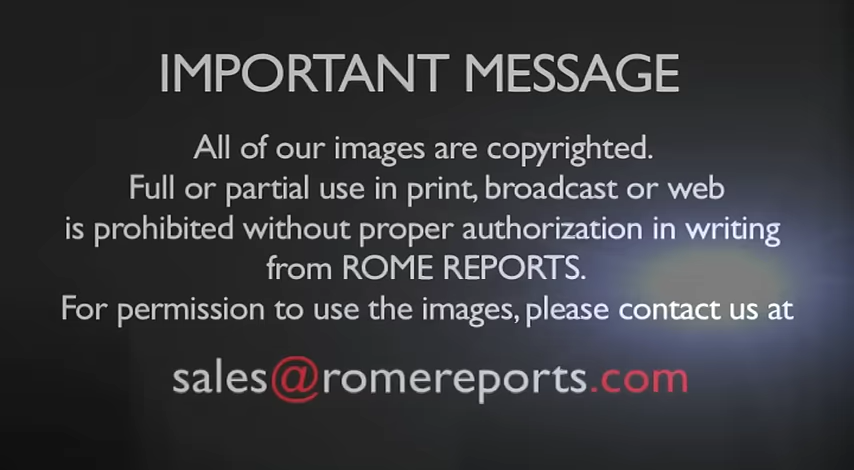 IMPORTANT MESSAGE
All of our images are copyrighted.
Full or partial use in print, broadcast or web
is prohibited without proper authorization in writing
from ROME REPORTS.
For permission to use the images, please contact us at
sales@romereports.com